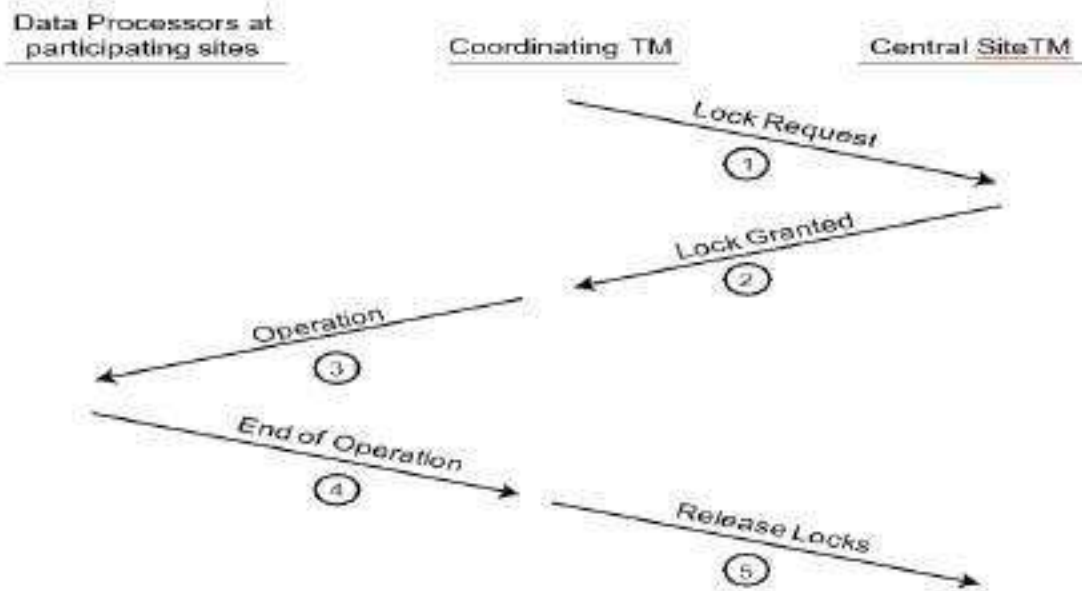 Data Processors at
participating sites
Coordinating TM
Central SiteTM
Lock Request
1
Lock Granted
2
Operation
3
End of Operation
4
Release Locks
5